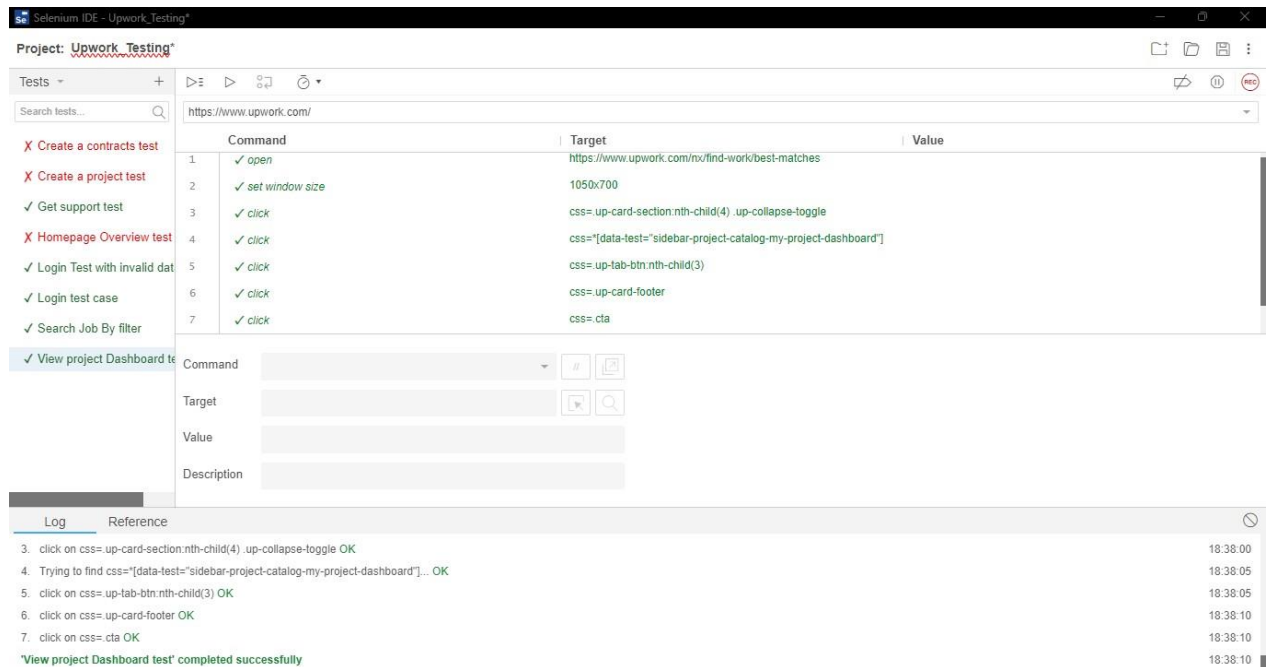 Selenium IDE - Upwork_Testing*
Project: Upwork_Testing*
Tests
Search tests...
https://www.upwork.com/
Command Target Value
✗ Create a contracts test
✗ Create a project test
✓ Get support test
✗ Homepage Overview test
✓ Login Test with invalid dat
✓ Login test case
✓ Search Job By filter
✓ View project Dashboard te
1 ✓ open https://www.upwork.com/nx/find-work/best-matches
2 ✓ set window size 1050x700
3 ✓ click css=.up-card-section:nth-child(4) .up-collapse-toggle
4 ✓ click css=*[data-test="sidebar-project-catalog-my-project-dashboard"]
5 ✓ click css=.up-tab-btn:nth-child(3)
6 ✓ click css=.up-card-footer
7 ✓ click css=.cta
Command //
Target
Value
Description
Log Reference
3. click on css=.up-card-section:nth-child(4) .up-collapse-toggle OK 18:38:00
4. Trying to find css=*[data-test="sidebar-project-catalog-my-project-dashboard"]... OK 18:38:05
5. click on css=.up-tab-btn:nth-child(3) OK 18:38:05
6. click on css=.up-card-footer OK 18:38:10
7. click on css=.cta OK 18:38:10
'View project Dashboard test' completed successfully 18:38:10
Se
REC